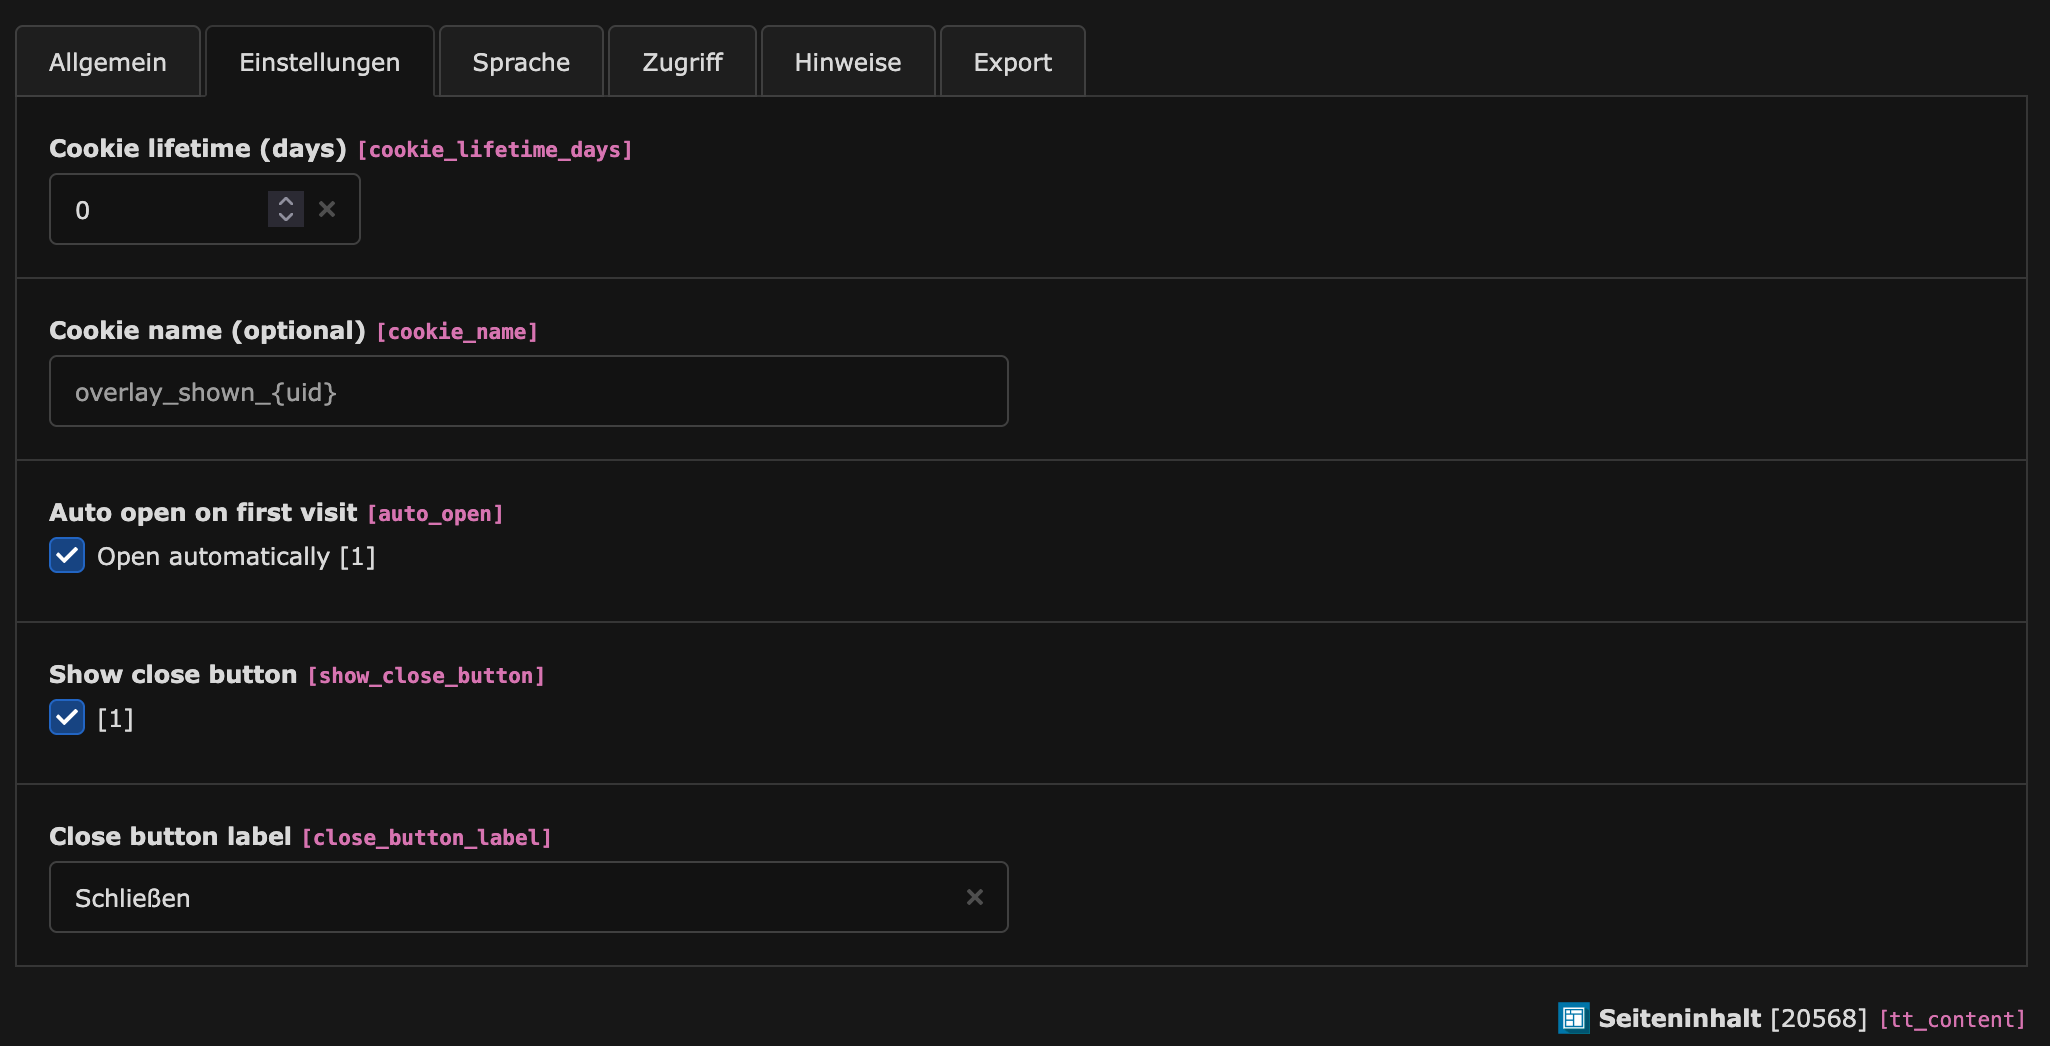 Allgemein Einstellungen Sprache Zugriff Hinweise Export
Cookie lifetime (days) [cookie_lifetime_days]
0
Cookie name (optional) [cookie_name]
overlay_shown_{uid}
Auto open on first visit [auto_open]
Open automatically [1]
Show close button [show_close_button]
[1]
Close button label [close_button_label]
Schließen
Seiteninhalt [20568] [tt_content]